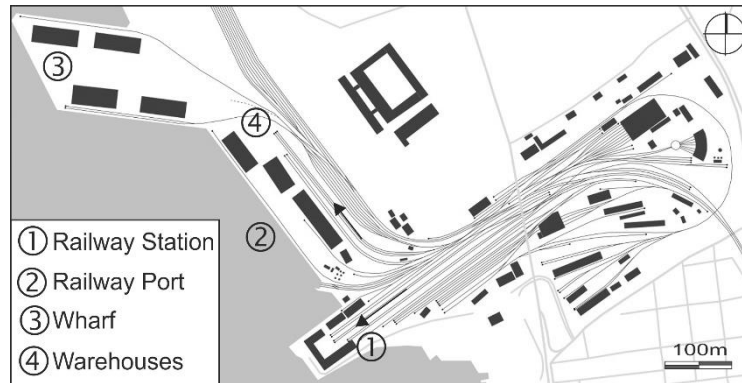 ③
④
②
①
① Railway Station
② Railway Port
③ Wharf
④ Warehouses
100m